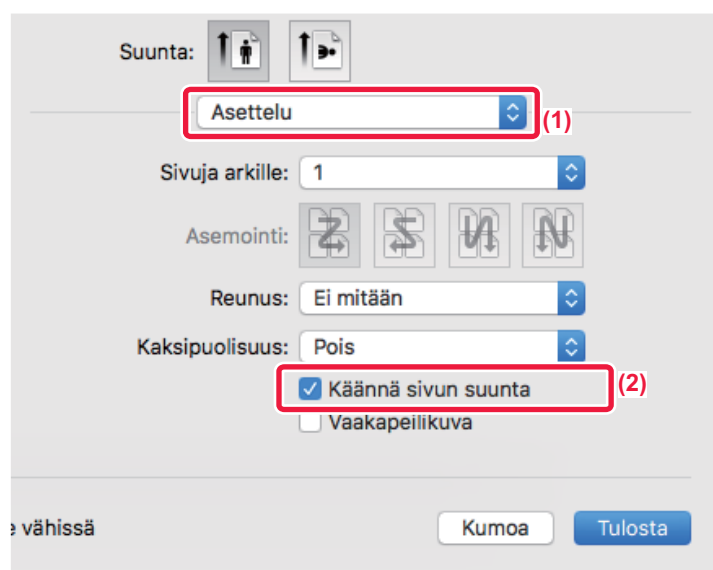 Suunta:
Asettelu
(1)
Sivuja arkille: 1
Asemointi:
Reunus: Ei mitään
Kaksipuolisuus: Pois
Käännä sivun suunta
(2)
Vaakapeilikuva
e vähissä
Kumoa
Tulosta